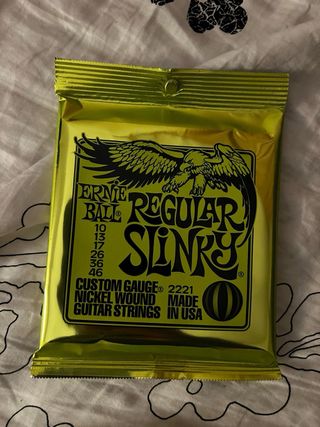 ERNIE
BALL®
REGULAR
SLINKY®
10
13
17
26
36
46
CUSTOM GAUGE®
NICKEL WOUND
GUITAR STRINGS
2221
MADE
IN USA